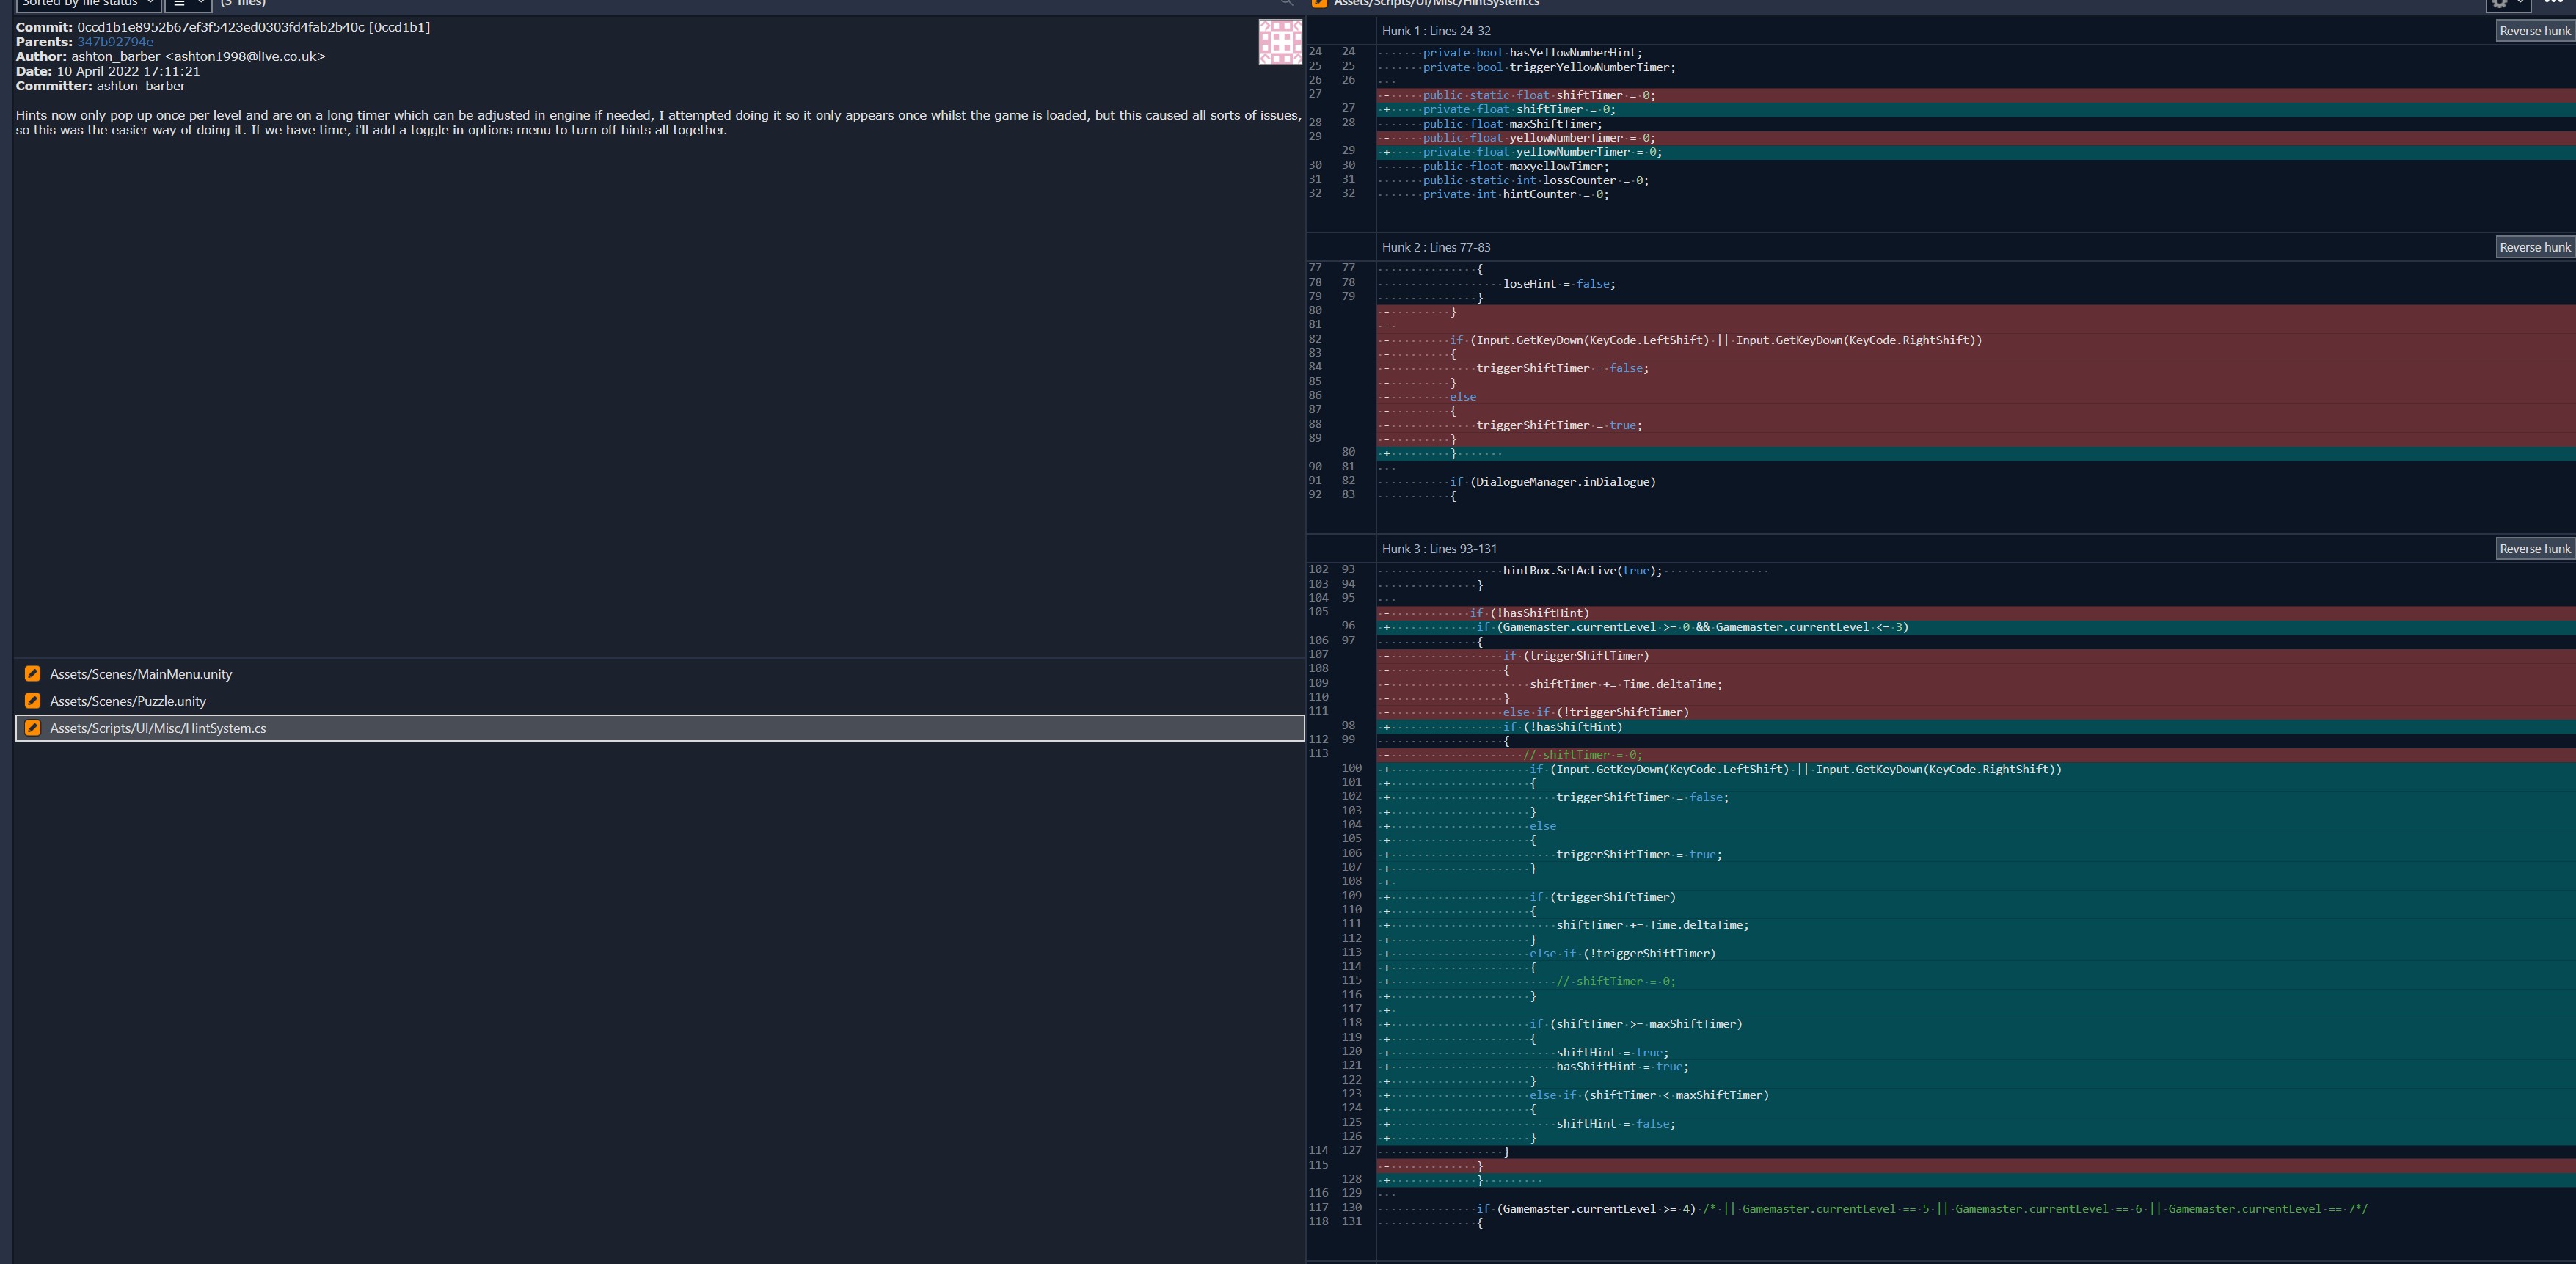 Sorted by file status
(3 files)
Commit: 0ccd1b1e8952b67ef3f5423ed0303fd4fab2b40c [0ccd1b1]
Parents: 347b92794e
Author: ashton_barber <ashton1998@live.co.uk>
Date: 10 April 2022 17:11:21
Committer: ashton_barber
Hints now only pop up once per level and are on a long timer which can be adjusted in engine if needed, I attempted doing it so it only appears once whilst the game is loaded, but this caused all sorts of issues,
so this was the easier way of doing it. If we have time, i'll add a toggle in options menu to turn off hints all together.
Assets/Scenes/MainMenu.unity
Assets/Scenes/Puzzle.unity
Assets/Scripts/UI/Misc/HintSystem.cs
Assets/Scripts/UI/Misc/HintSystem.cs
Hunk 1 : Lines 24-32
Reverse hunk
24 24 private bool hasYellowNumberHint;
25 25 private bool triggerYellowNumberTimer;
26 26
27 - public static float shiftTimer = 0;
27 + private float shiftTimer = 0;
28 28 public float maxShiftTimer;
29 - public float yellowNumberTimer = 0;
29 + private float yellowNumberTimer = 0;
30 30 public float maxyellowTimer;
31 31 public static int lossCounter = 0;
32 32 private int hintCounter = 0;
Hunk 2 : Lines 77-83
Reverse hunk
77 77 {
78 78 loseHint = false;
79 79 }
80 - }
81 -
82 - if (Input.GetKeyDown(KeyCode.LeftShift) || Input.GetKeyDown(KeyCode.RightShift))
83 - {
84 - triggerShiftTimer = false;
85 - }
86 - else
87 - {
88 - triggerShiftTimer = true;
89 - }
80 + }
90 81
91 82 if (DialogueManager.inDialogue)
92 83 {
Hunk 3 : Lines 93-131
Reverse hunk
102 93 hintBox.SetActive(true);
103 94 }
104 95
105 - if (!hasShiftHint)
96 + if (Gamemaster.currentLevel >= 0 && Gamemaster.currentLevel <= 3)
106 97 {
107 - if (triggerShiftTimer)
108 - {
109 - shiftTimer += Time.deltaTime;
110 - }
111 - else if (!triggerShiftTimer)
98 + if (!hasShiftHint)
112 99 {
113 - // shiftTimer = 0;
100 + if (Input.GetKeyDown(KeyCode.LeftShift) || Input.GetKeyDown(KeyCode.RightShift))
101 + {
102 + triggerShiftTimer = false;
103 + }
104 + else
105 + {
106 + triggerShiftTimer = true;
107 + }
108 +
109 + if (triggerShiftTimer)
110 + {
111 + shiftTimer += Time.deltaTime;
112 + }
113 + else if (!triggerShiftTimer)
114 + {
115 + // shiftTimer = 0;
116 + }
117 +
118 + if (shiftTimer >= maxShiftTimer)
119 + {
120 + shiftHint = true;
121 + hasShiftHint = true;
122 + }
123 + else if (shiftTimer < maxShiftTimer)
124 + {
125 + shiftHint = false;
126 + }
114 127 }
115 - }
128 + }
116 129
117 130 if (Gamemaster.currentLevel >= 4) /* || Gamemaster.currentLevel == 5 || Gamemaster.currentLevel == 6 || Gamemaster.currentLevel == 7*/
118 131 {